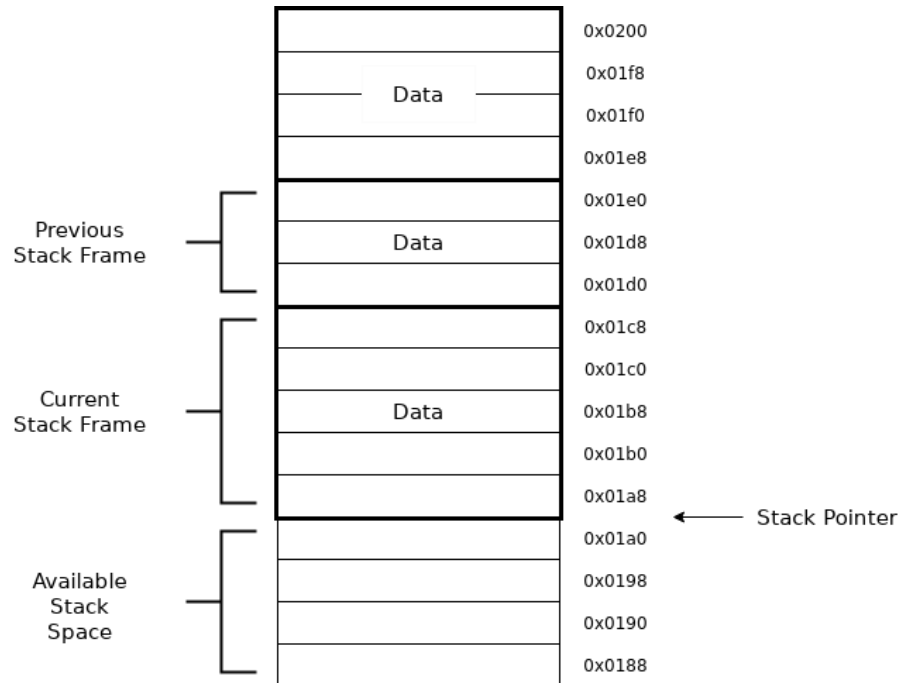 0x0200
0x01f8
Data
0x01f0
0x01e8
0x01e0
Previous
Stack Frame
Data
0x01d8
0x01d0
0x01c8
0x01c0
Current
Stack Frame
Data
0x01b8
0x01b0
0x01a8
Stack Pointer
0x01a0
Available
Stack
Space
0x0198
0x0190
0x0188